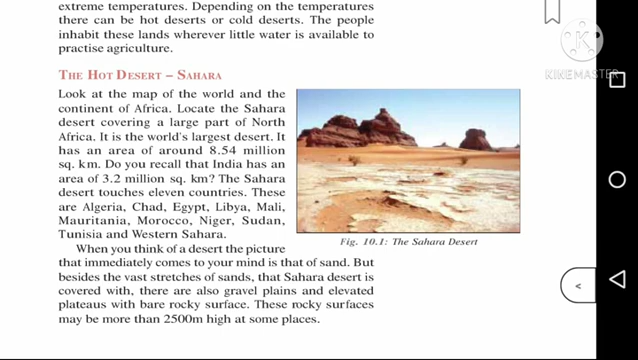 extreme temperatures. Depending on the temperatures
there can be hot deserts or cold deserts. The people
inhabit these lands wherever little water is available to
practise agriculture.
THE HOT DESERT – SAHARA
Look at the map of the world and the
continent of Africa. Locate the Sahara
desert covering a large part of North
Africa. It is the world's largest desert. It
has an area of around 8.54 million
sq. km. Do you recall that India has an
area of 3.2 million sq. km? The Sahara
desert touches eleven countries. These
are Algeria, Chad, Egypt, Libya, Mali,
Mauritania, Morocco, Niger, Sudan,
Tunisia and Western Sahara.
When you think of a desert the picture
that immediately comes to your mind is that of sand. But
besides the vast stretches of sands, that Sahara desert is
covered with, there are also gravel plains and elevated
plateaus with bare rocky surface. These rocky surfaces
may be more than 2500m high at some places.
Fig. 10.1: The Sahara Desert
KINEMASTER